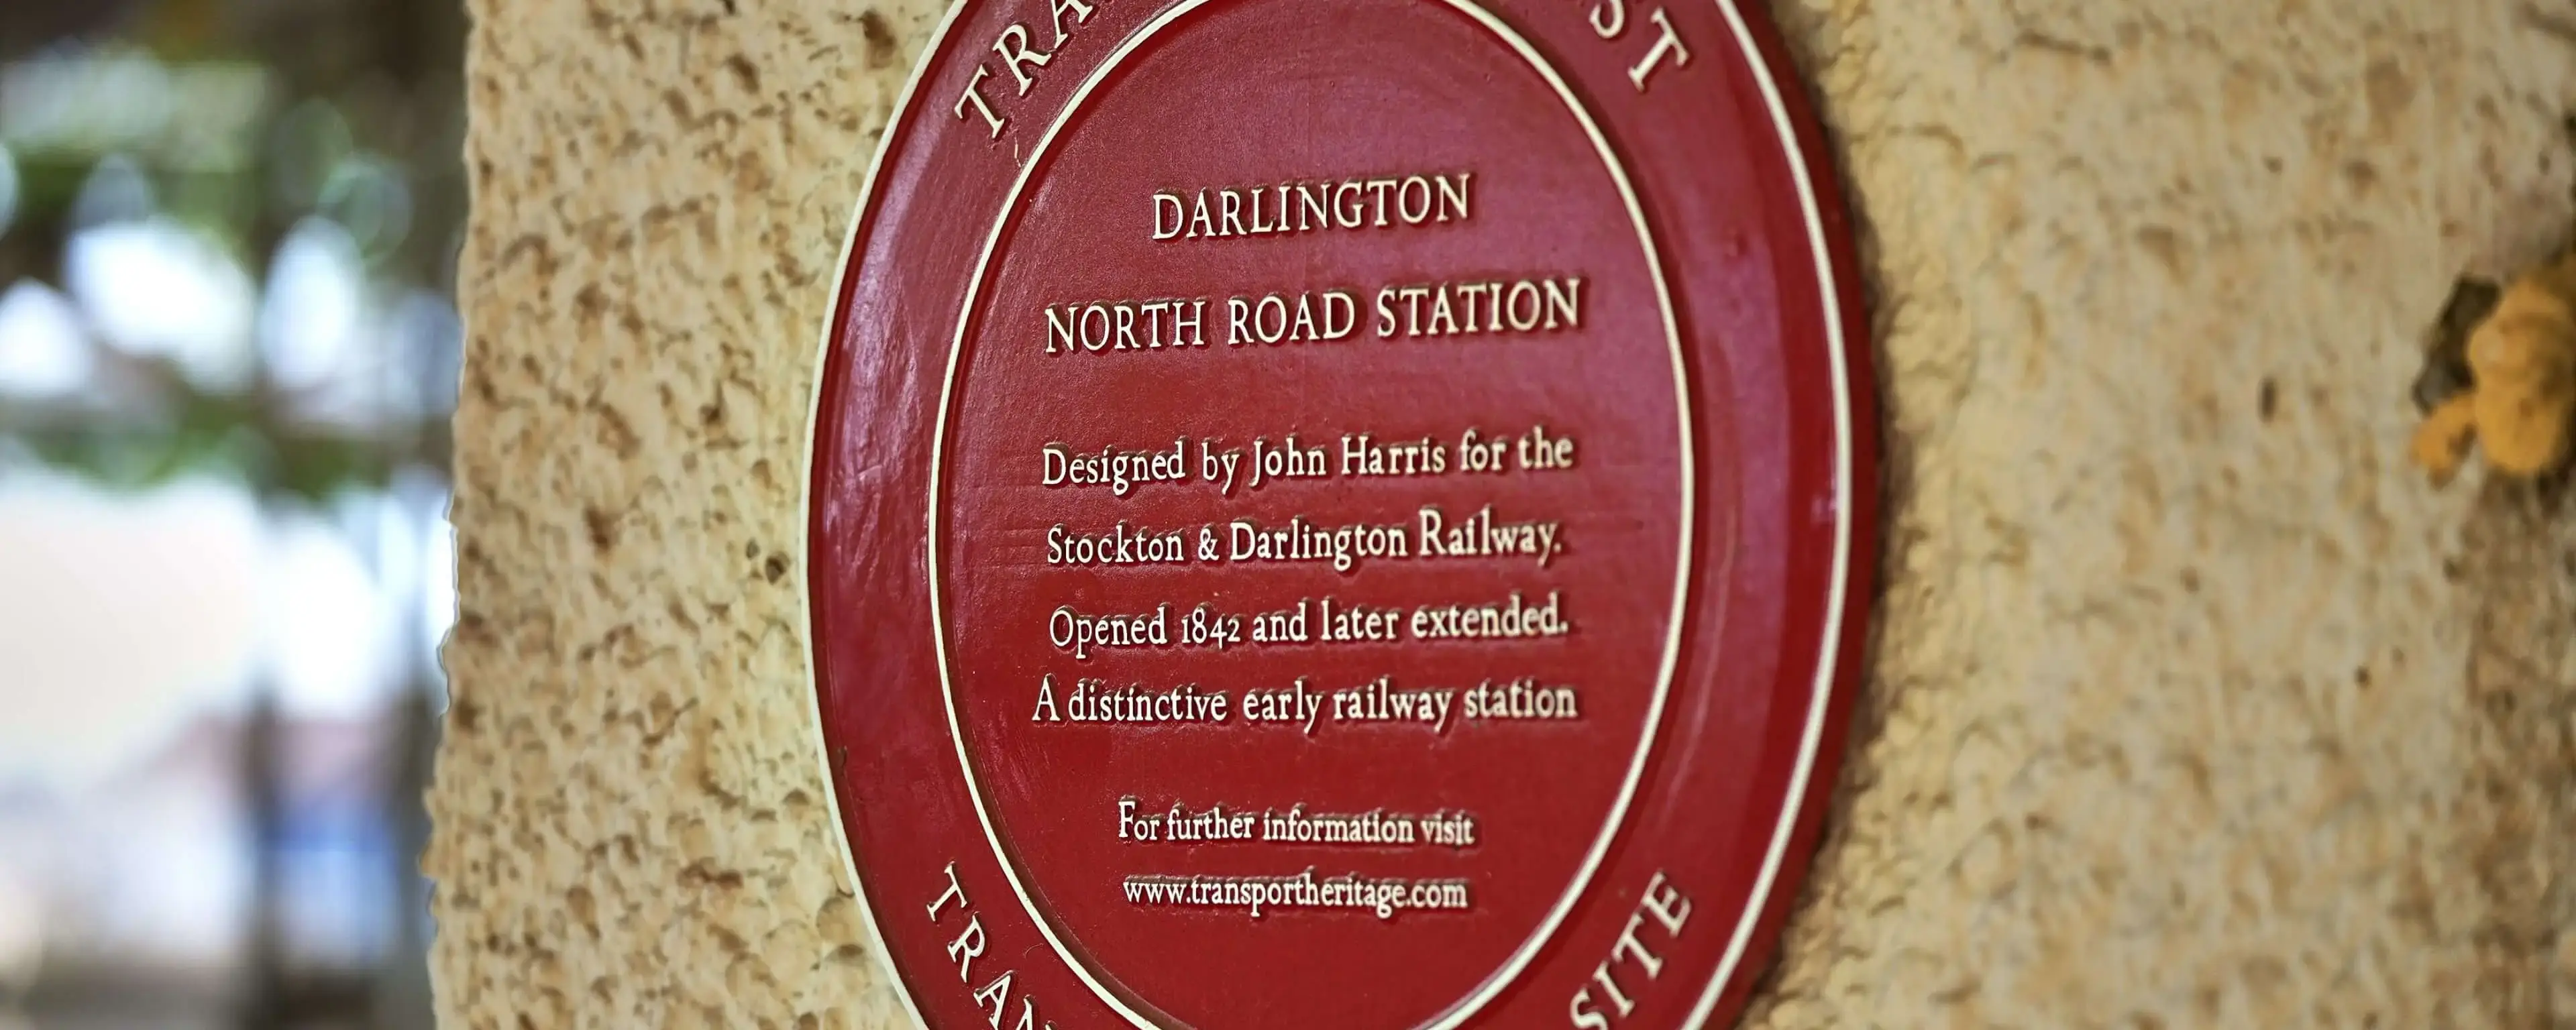 DARLINGTON
NORTH ROAD STATION
Designed by John Harris for the
Stockton & Darlington Railway.
Opened 1842 and later extended.
A distinctive early railway station
For further information visit
www.transportheritage.com
SITE